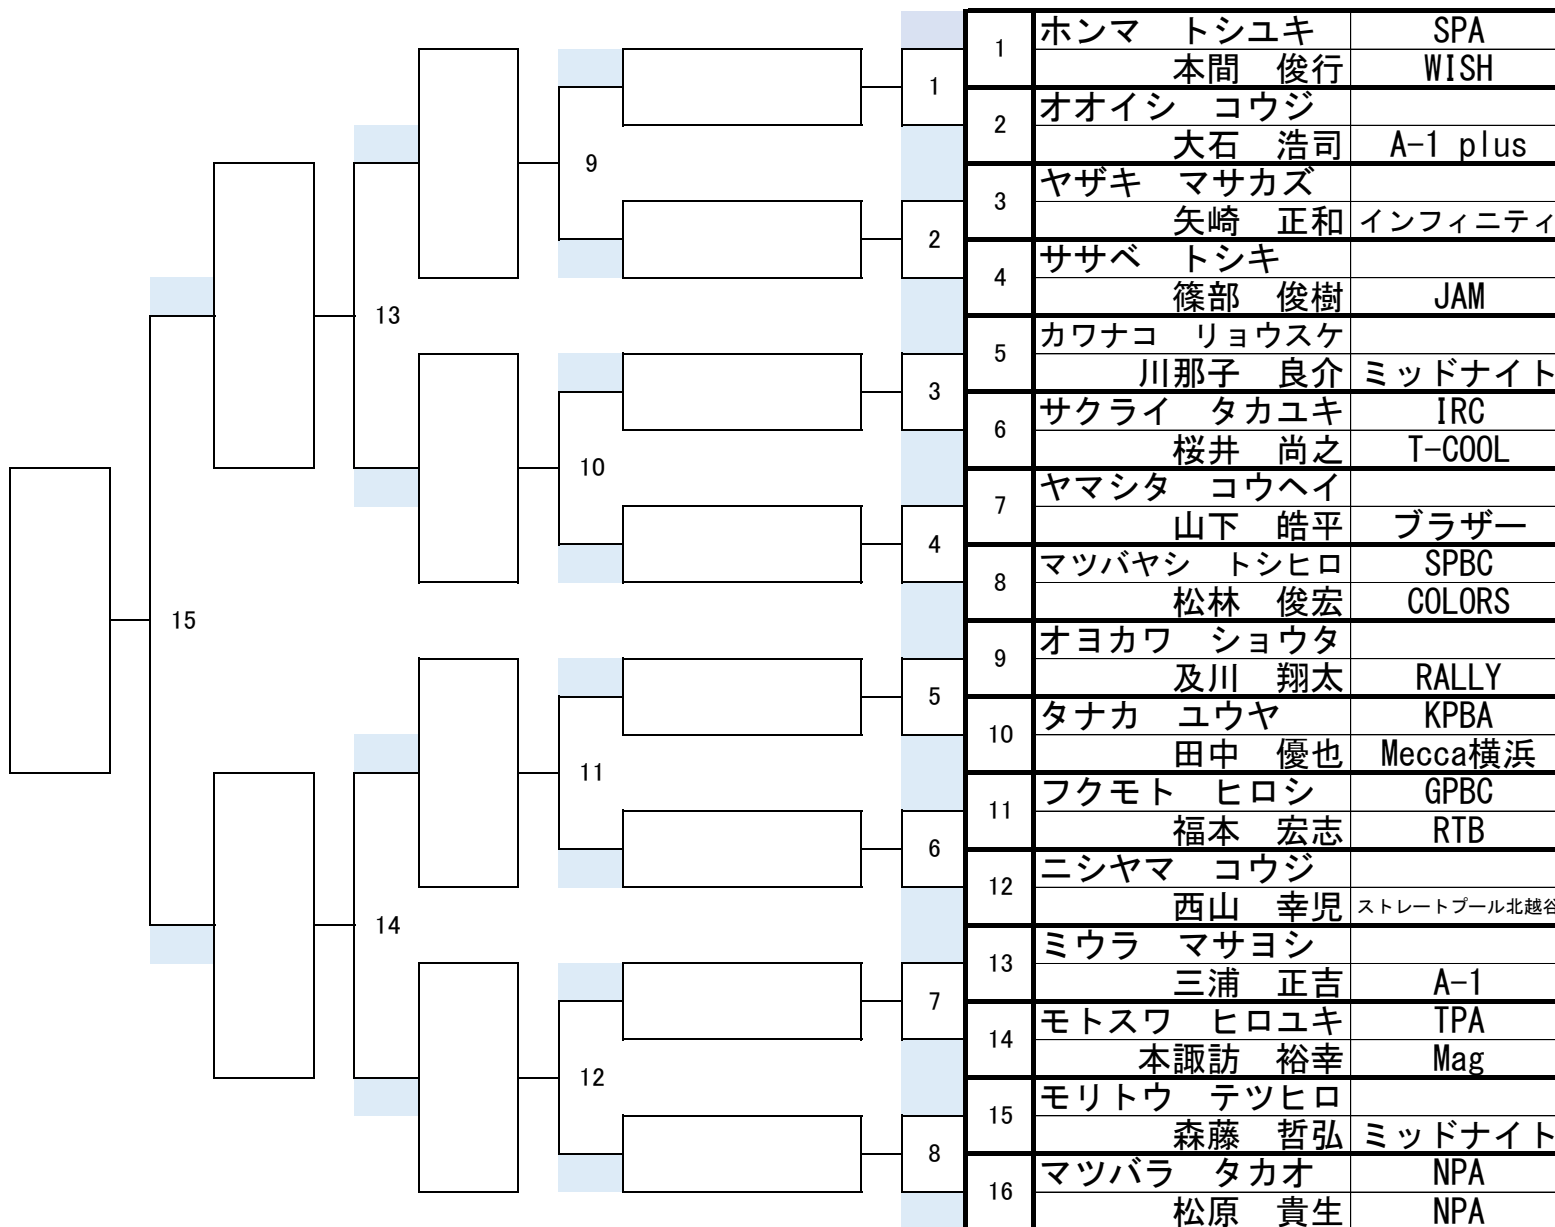 1 ホンマ　トシユキ SPA
本間　俊行 WISH
1
2 オオイシ　コウジ
大石　浩司 A-1 plus
9
3 ヤザキ　マサカズ
矢崎　正和 インフィニティ
2
4 ササベ　トシキ
篠部　俊樹 JAM
13
5 カワナコ　リョウスケ
川那子　良介 ミッドナイト
3
6 サクライ　タカユキ IRC
桜井　尚之 T-COOL
10
7 ヤマシタ　コウヘイ
山下　皓平 ブラザー
4
8 マツバヤシ　トシヒロ SPBC
松林　俊宏 COLORS
15
9 オヨカワ　ショウタ
及川　翔太 RALLY
5
10 タナカ　ユウヤ KPBA
田中　優也 Mecca横浜
11
11 フクモト　ヒロシ GPBC
福本　宏志 RTB
6
12 ニシヤマ　コウジ
西山　幸児 ストレートプール北越谷
14
13 ミウラ　マサヨシ
三浦　正吉 A-1
7
14 モトスワ　ヒロユキ TPA
本諏訪　裕幸 Mag
12
15 モリトウ　テツヒロ
森藤　哲弘 ミッドナイト
8
16 マツバラ　タカオ NPA
松原　貴生 NPA